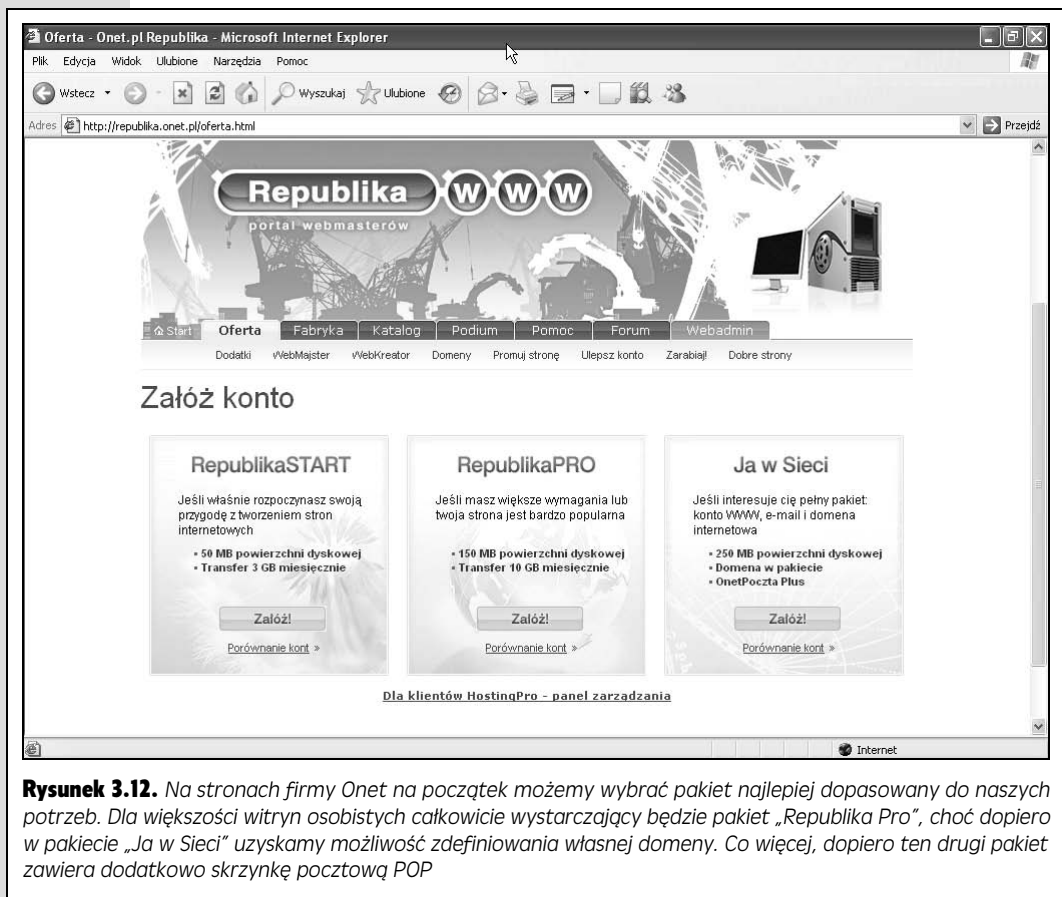 Oferta - Onet.pl Republika - Microsoft Internet Explorer
Plik Edycja Widok Ulubione Narzędzia Pomoc
Wstecz Wyszukaj Ulubione
Adres http://republika.onet.pl/oferta.html Przejdź
Republika W W W
portal webmasterów
Start Oferta Fabryka Katalog Podium Pomoc Forum Webadmin
Dodatki WebMajster WebKreator Domeny Promuj stronę Ulepsz konto Zarabiaj! Dobre strony
Załóż konto
RepublikaSTART
Jeśli właśnie rozpoczynasz swoją
przygodę z tworzeniem stron
internetowych
• 50 MB powierzchni dyskowej
• Transfer 3 GB miesięcznie
Załóż!
Porównanie kont »
RepublikaPRO
Jeśli masz większe wymagania lub
twoja strona jest bardzo popularna
• 150 MB powierzchni dyskowej
• Transfer 10 GB miesięcznie
Załóż!
Porównanie kont »
Ja w Sieci
Jeśli interesuje cię pełny pakiet:
konto WWW, e-mail i domena
internetowa
• 250 MB powierzchni dyskowej
• Domena w pakiecie
• OnetPoczta Plus
Załóż!
Porównanie kont »
Dla klientów HostingPro - panel zarządzania
Internet
Rysunek 3.12. Na stronach firmy Onet na początek możemy wybrać pakiet najlepiej dopasowany do naszych
potrzeb. Dla większości witryn osobistych całkowicie wystarczający będzie pakiet „Republika Pro”, choć dopiero
w pakiecie „Ja w Sieci” uzyskamy możliwość zdefiniowania własnej domeny. Co więcej, dopiero ten drugi pakiet
zawiera dodatkowo skrzynkę pocztową POP